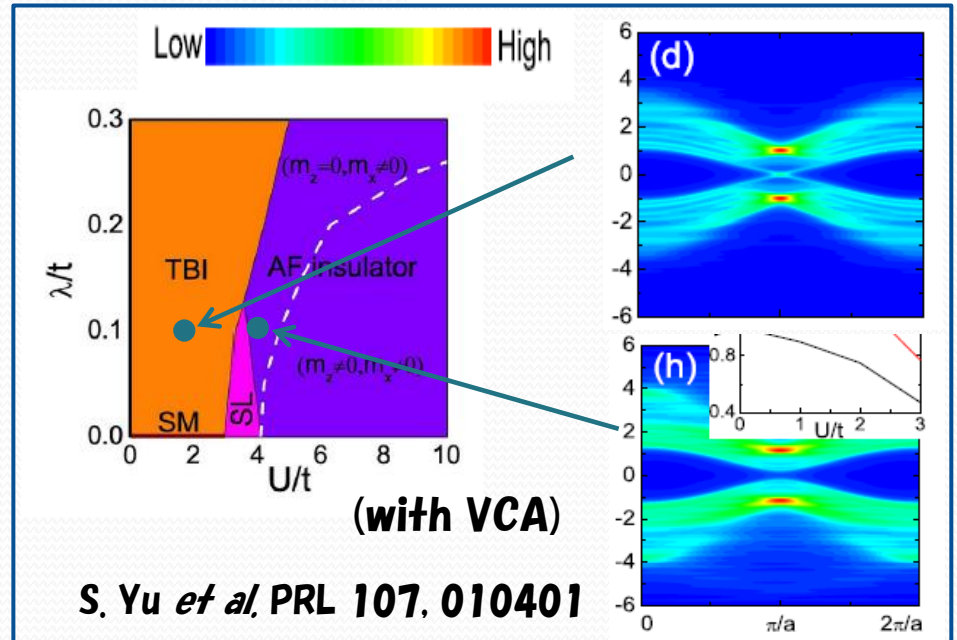 Low High
(d)
6
4
2
0
-2
-4
-6
λ/t
0.3
0.2
0.1
0.0
(m_z=0,m_x≠0)
TBI
AF insulator
(m_z≠0,m_x≠0)
SM
SL
0 2 4 6 8 10
U/t
(h)
6
4
2
0
-2
-4
-6
0.8
0.4
0 1 2 3
U/t
0 π/a 2π/a
(with VCA)
S. Yu et al. PRL 107, 010401